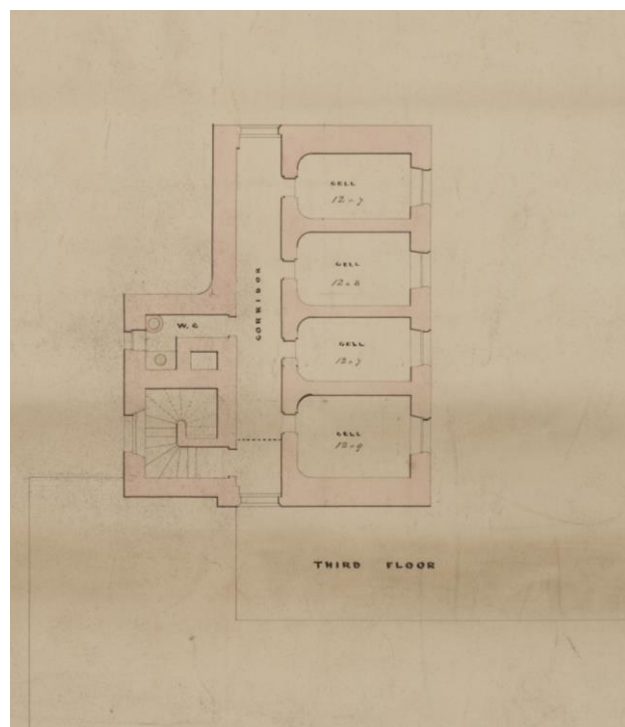 CELL
12 - 7
CELL
12 - 8
W. C
CORRIDOR
CELL
12 - 7
CELL
12 - 9
THIRD FLOOR